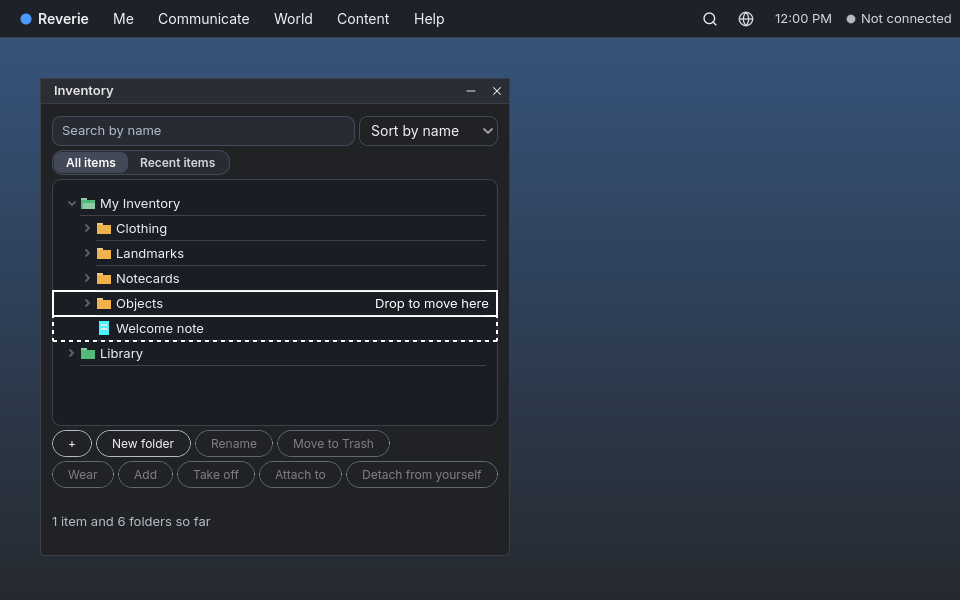 Reverie Me Communicate World Content Help 12:00 PM Not connected
Inventory
Search by name Sort by name
All items Recent items
My Inventory
Clothing
Landmarks
Notecards
Objects Drop to move here
Welcome note
Library
+ New folder Rename Move to Trash
Wear Add Take off Attach to Detach from yourself
1 item and 6 folders so far